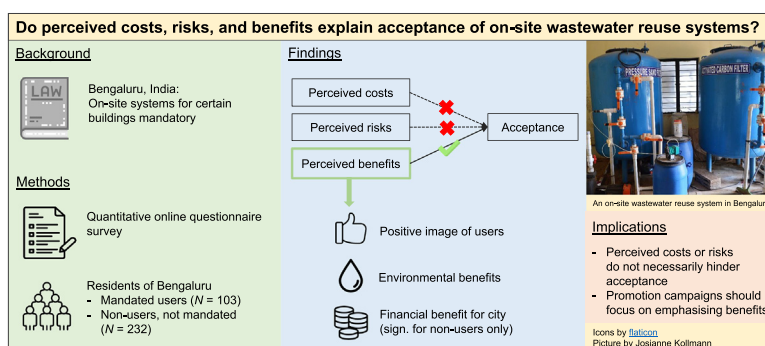 Do perceived costs, risks, and benefits explain acceptance of on-site wastewater reuse systems?
Background
LAW
Bengaluru, India:
On-site systems for certain
buildings mandatory
Methods
Quantitative online questionnaire
survey
Residents of Bengaluru
- Mandated users (N = 103)
- Non-users, not mandated
(N = 232)
Findings
Perceived costs
Perceived risks
Perceived benefits
Acceptance
Positive image of users
Environmental benefits
Financial benefit for city
(sign. for non-users only)
PRESSURE SAND
CARBON FILTER
An on-site wastewater reuse system in Bengalur
Implications
- Perceived costs or risks
do not necessarily hinder
acceptance
- Promotion campaigns should
focus on emphasising benefits
Icons by flaticon
Picture by Josianne Kollmann